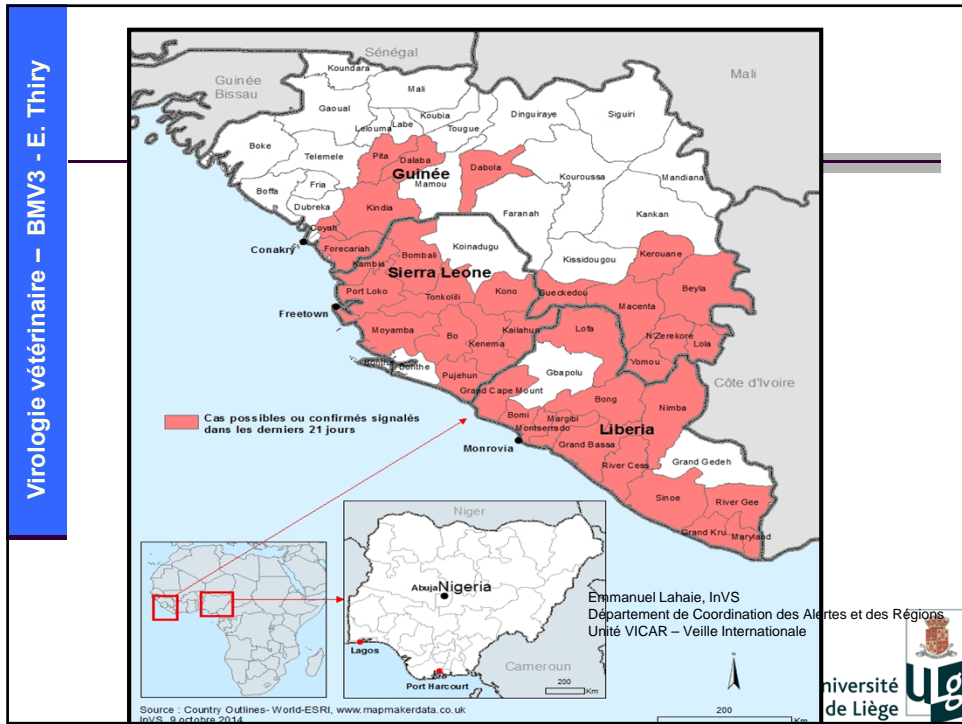 Virologie vétérinaire – BMV3 - E. Thiry
Sénégal
Mali
Guinée
Bissau
Koundara
Mali
Gaoual
Koubia
Lelouma
Labe
Tougue
Dinguiraye
Siguiri
Boke
Telemele
Pita
Dalaba
Guinée
Mamou
Dabola
Kouroussa
Mandiana
Boffa
Fria
Dubreka
Kindia
Faranah
Kankan
Coyah
Conakry
Forecariah
Kambia
Bombali
Koinadugu
Kissidougou
Kerouane
Beyla
Sierra Leone
Port Loko
Tonkolili
Kono
Gueckedou
Macenta
Freetown
Moyamba
Bo
Kailahun
Kenema
Lofa
N'Zerekore
Lola
Yomou
Bonthe
Bonthe
Pujehun
Gbapolu
Côte d'Ivoire
Grand Cape Mount
Bong
Nimba
Cas possibles ou confirmés signalés
dans les derniers 21 jours
Bomi
Margibi
Montserrado
Liberia
Monrovia
Grand Bassa
Grand Gedeh
River Cess
Sinoe
River Gee
Grand Kru
Maryland
Niger
Abuja
Nigeria
Lagos
Port Harcourt
Cameroun
200
Km
Emmanuel Lahaie, InVS
Département de Coordination des Alertes et des Régions
Unité VICAR – Veille Internationale
N
200
Km
Source : Country Outlines- World-ESRI, www.mapmakerdata.co.uk
InVS, 9 octobre 2014
niversité
de Liège
ULg